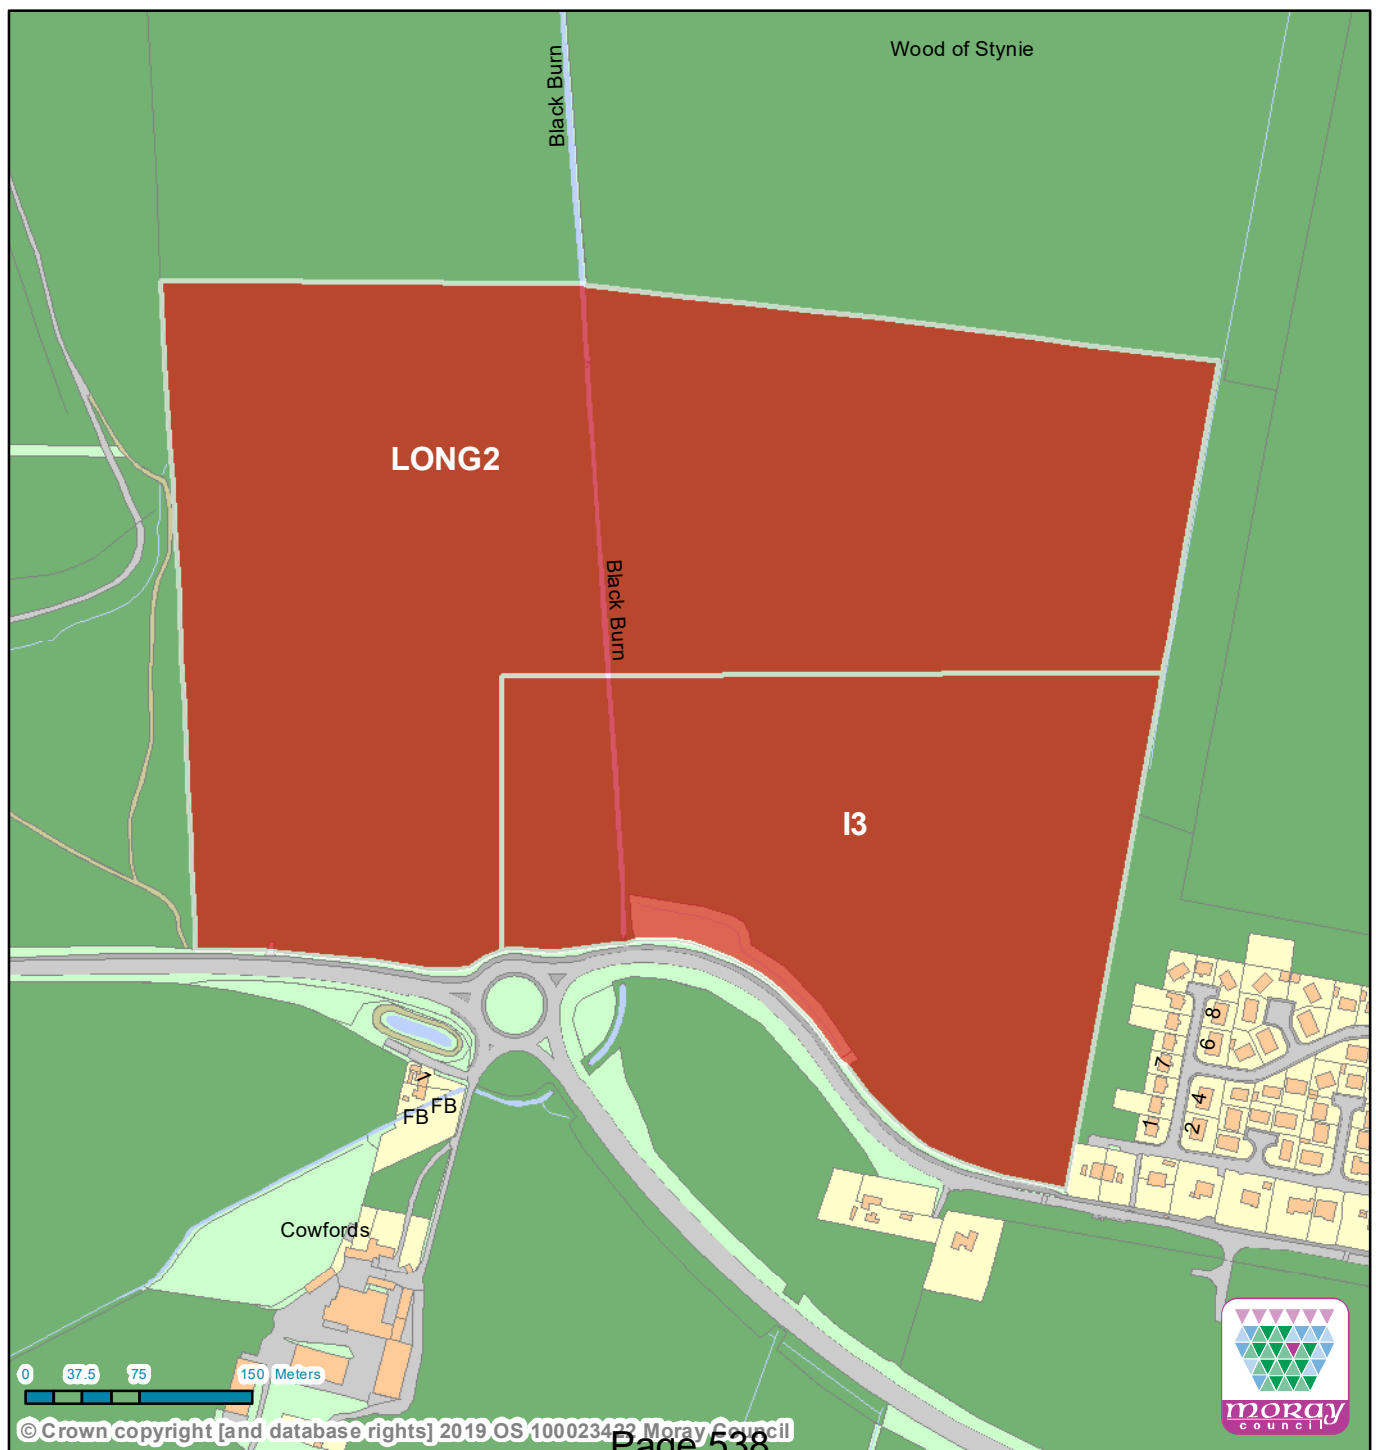 Wood of Stynie
Black Burn
LONG2
Black Burn
I3
8
6
7
4
1
2
FB
FB
Cowfords
0 37.5 75 150 Meters
moray
council
© Crown copyright [and database rights] 2019 OS 100023422 Moray Council
Page 538